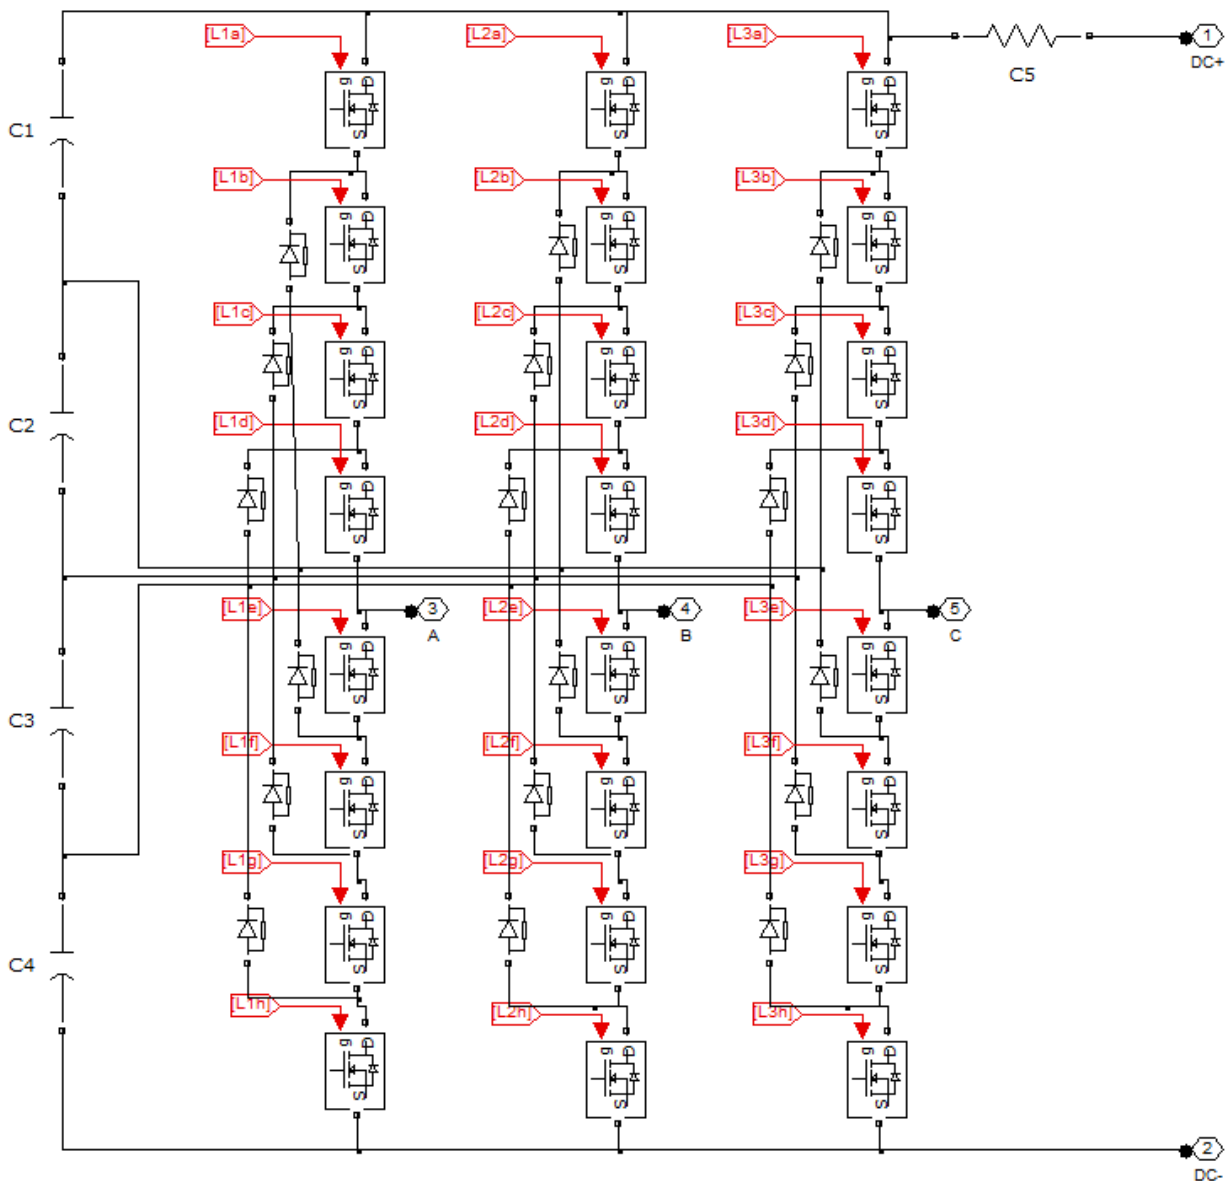 [L1a]
[L2a]
[L3a]
1
DC+
C5
g
D
S
g
D
S
g
D
S
C1
[L1b]
[L2b]
[L3b]
g
D
S
g
D
S
g
D
S
[L1c]
[L2c]
[L3c]
g
D
S
g
D
S
g
D
S
C2
[L1d]
[L2d]
[L3d]
g
D
S
g
D
S
g
D
S
[L1e]
3
A
[L2e]
4
B
[L3e]
5
C
g
D
S
g
D
S
g
D
S
C3
[L1f]
[L2f]
[L3f]
g
D
S
g
D
S
g
D
S
[L1g]
[L2g]
[L3g]
g
D
S
g
D
S
g
D
S
C4
[L1h]
[L2h]
[L3h]
g
D
S
g
D
S
g
D
S
2
DC-